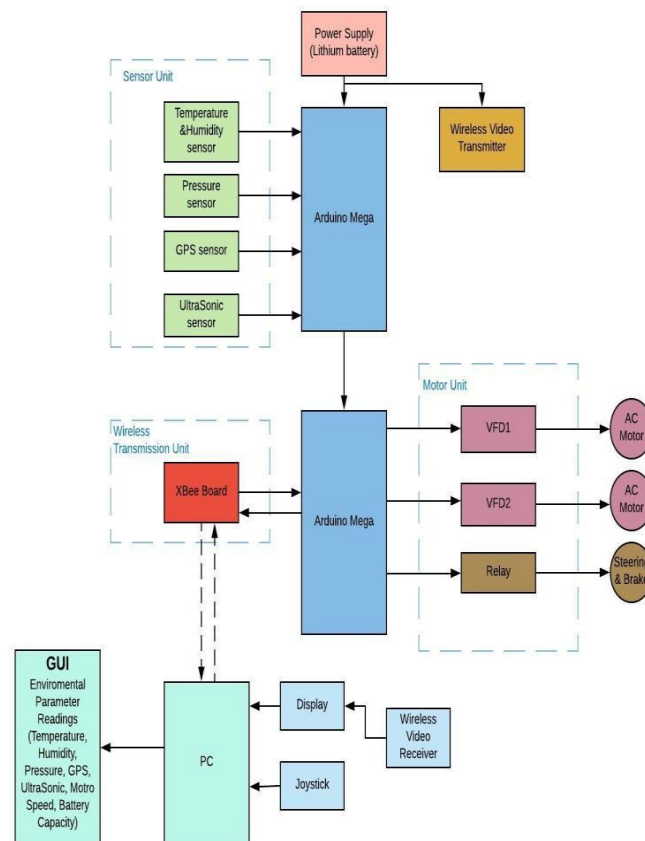 Power Supply
(Lithium battery)
Sensor Unit
Temperature
&Humidity
sensor
Wireless Video
Transmitter
Pressure
sensor
Arduino Mega
GPS sensor
UltraSonic
sensor
Motor Unit
Wireless
Transmission Unit
VFD1
AC
Motor
XBee Board
Arduino Mega
VFD2
AC
Motor
Relay
Steering
& Brake
GUI
Enviromental
Parameter
Readings
(Temperature,
Humidity,
Pressure, GPS,
UltraSonic, Motro
Speed, Battery
Capacity)
PC
Display
Wireless
Video
Receiver
Joystick